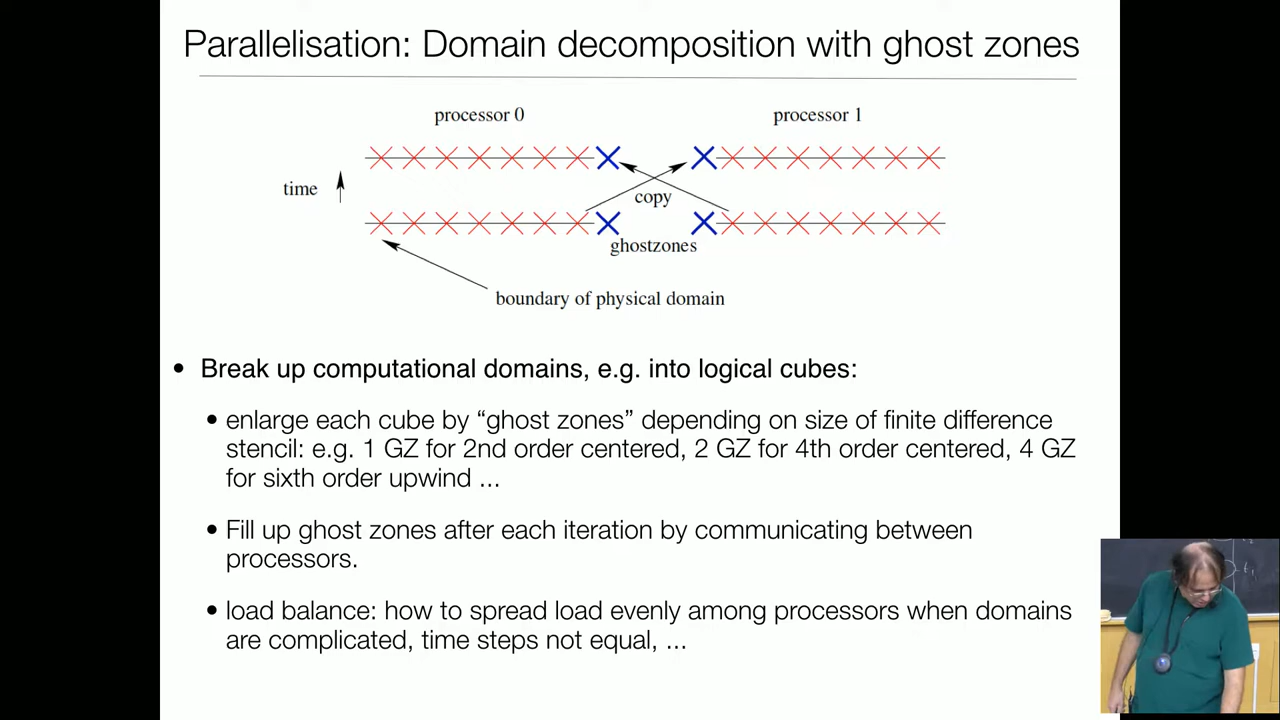 Parallelisation: Domain decomposition with ghost zones
processor 0
processor 1
time
copy
ghostzones
boundary of physical domain
• Break up computational domains, e.g. into logical cubes:
• enlarge each cube by “ghost zones” depending on size of finite difference
stencil: e.g. 1 GZ for 2nd order centered, 2 GZ for 4th order centered, 4 GZ
for sixth order upwind ...
• Fill up ghost zones after each iteration by communicating between
processors.
• load balance: how to spread load evenly among processors when domains
are complicated, time steps not equal, ...